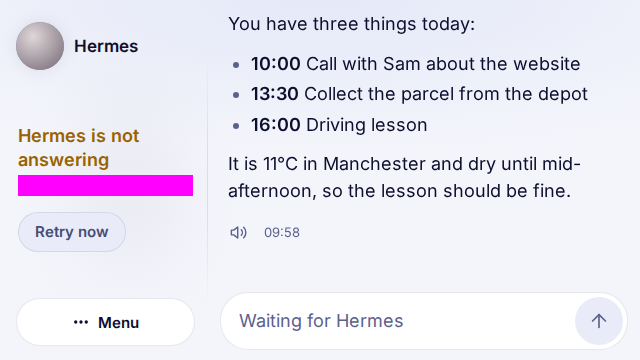 Hermes
Hermes is not
answering
Retry now
••• Menu
You have three things today:
• 10:00 Call with Sam about the website
• 13:30 Collect the parcel from the depot
• 16:00 Driving lesson
It is 11°C in Manchester and dry until mid-
afternoon, so the lesson should be fine.
09:58
Waiting for Hermes